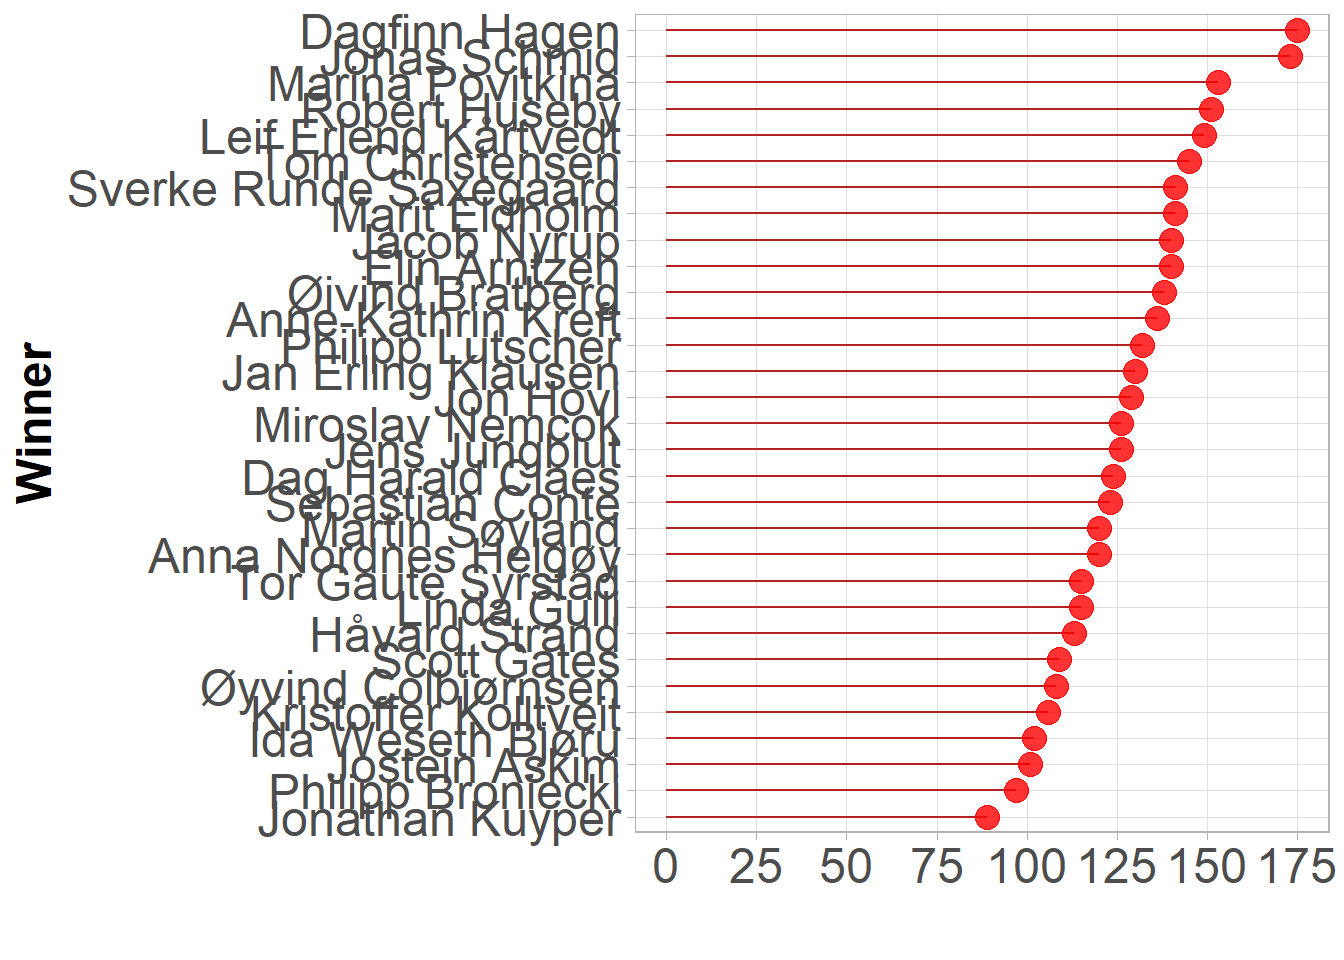 Winner
Dagfinn Hagen
Jonas Schmid
Marina Povitkina
Robert Huseby
Leif Erlend Kårtvedt
Tom Christensen
Sverke Runde Saxegaard
Marit Eldholm
Jacob Nyrup
Elin Arntzen
Øivind Bratberg
Anne-Kathrin Kreft
Philipp Lutscher
Jan Erling Klausen
Jon Hovi
Miroslav Nemcok
Jens Jungblut
Dag Harald Claes
Sebastian Conte
Martin Søyland
Anna Nordnes Helgøy
Tor Gaute Syrstad
Linda Gulli
Håvard Strand
Scott Gates
Øyvind Colbjørnsen
Kristoffer Kolltveit
Ida Weseth Bjøru
Jostein Askim
Philipp Broniecki
Jonathan Kuyper
0 25 50 75 100 125 150 175